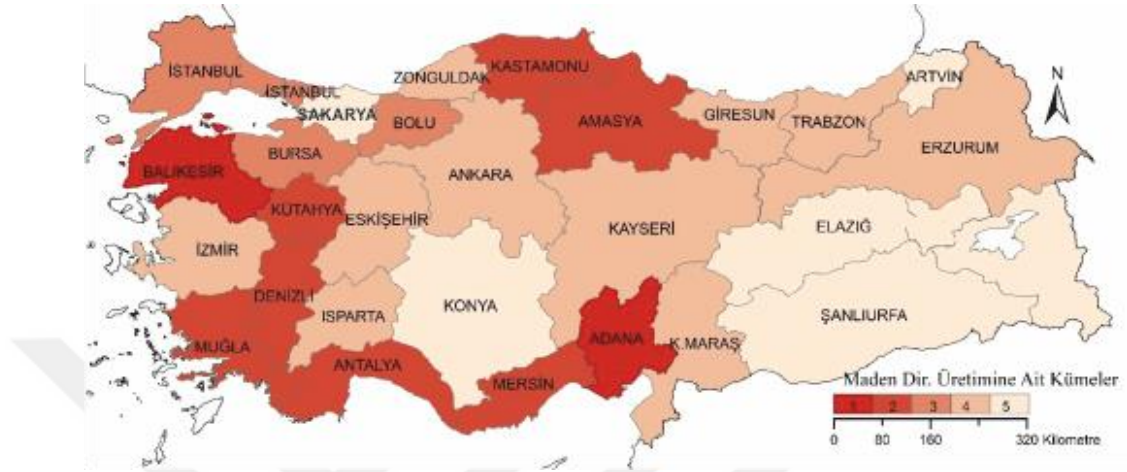 İSTANBUL
İSTANBUL
SAKARYA
ZONGULDAK
KASTAMONU
ARTVİN
N
BOLU
AMASYA
GİRESUN
TRABZON
ERZURUM
BURSA
BALIKESİR
ANKARA
KÜTAHYA
ESKİŞEHİR
KAYSERİ
ELAZIĞ
İZMİR
DENİZLİ
ISPARTA
KONYA
ŞANLIURFA
MUĞLA
ANTALYA
MERSİN
ADANA
K.MARAŞ
Maden Dir. Üretimine Ait Kümeler
1 2 3 4 5
0 80 160 320 Kilometre